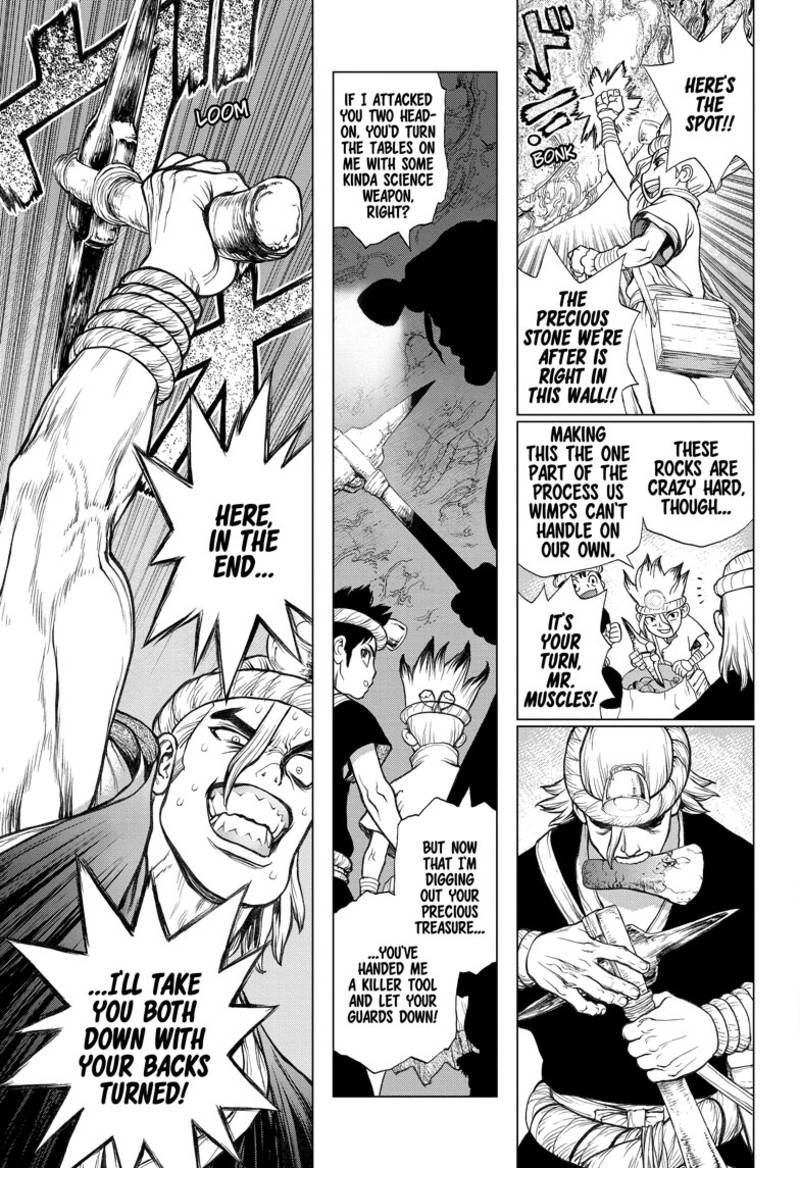 HERE'S
THE
SPOT!!
ゴン!!
BONK
THE
PRECIOUS
STONE WE'RE
AFTER IS
RIGHT IN
THIS WALL!!
THESE
ROCKS ARE
CRAZY HARD,
THOUGH...
MAKING
THIS THE ONE
PART OF THE
PROCESS US
WIMPS CAN'T
HANDLE ON
OUR OWN.
IT'S
YOUR
TURN,
MR.
MUSCLES!
IF I ATTACKED
YOU TWO HEAD-
ON, YOU'D TURN
THE TABLES ON
ME WITH SOME
KINDA SCIENCE
WEAPON,
RIGHT?
BUT NOW
THAT I'M
DIGGING
OUT YOUR
PRECIOUS
TREASURE...
...YOU'VE
HANDED ME
A KILLER TOOL
AND LET YOUR
GUARDS DOWN!
LOOM
HERE,
IN THE
END...
...I'LL TAKE
YOU BOTH
DOWN WITH
YOUR BACKS
TURNED!